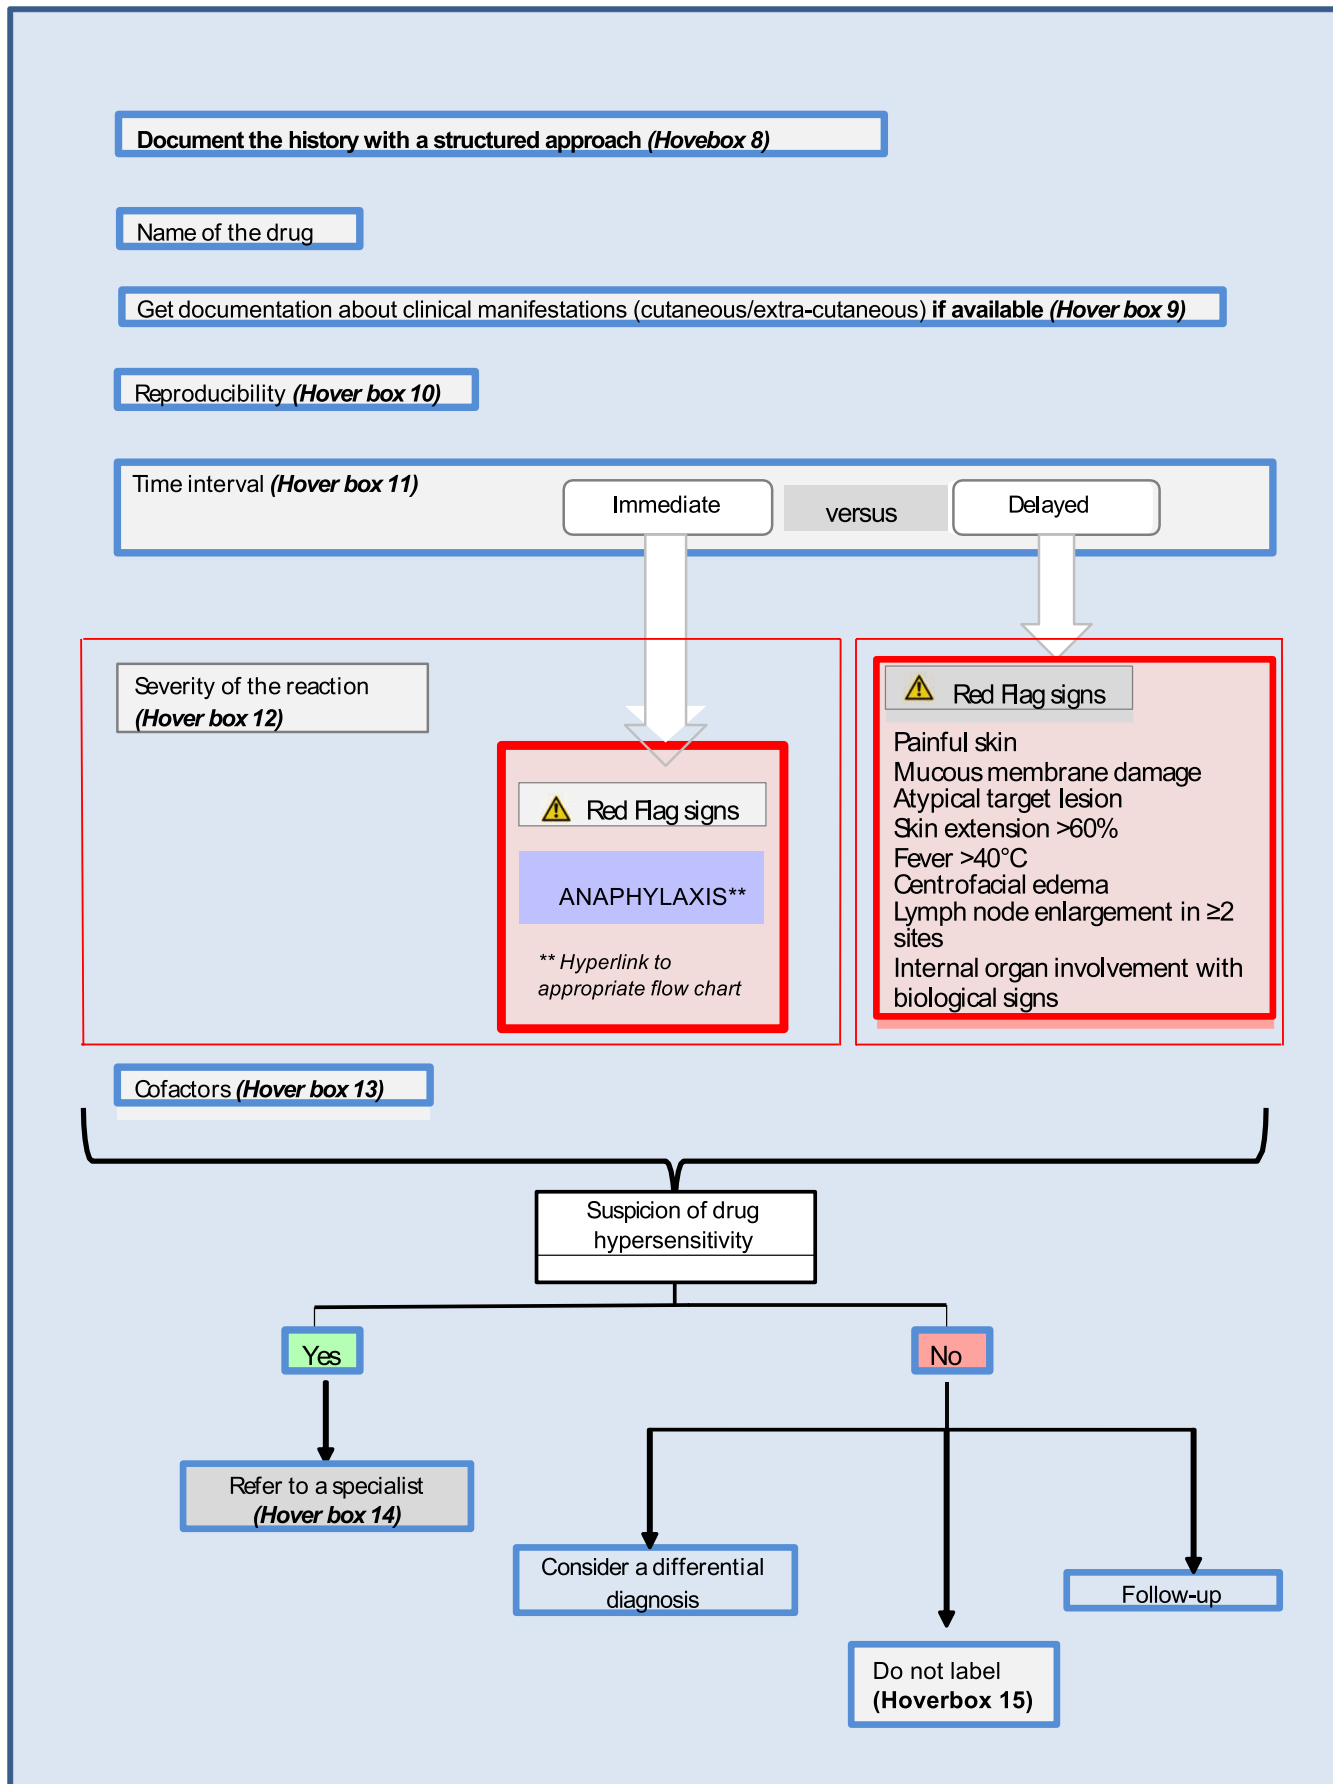 Document the history with a structured approach (Hovebox 8)
Name of the drug
Get documentation about clinical manifestations (cutaneous/extra-cutaneous) if available (Hover box 9)
Reproducibility (Hover box 10)
Time interval (Hover box 11)
Immediate
versus
Delayed
Severity of the reaction
(Hover box 12)
Red Flag signs
ANAPHYLAXIS**
** Hyperlink to
appropriate flow chart
Red Flag signs
Painful skin
Mucous membrane damage
Atypical target lesion
Skin extension >60%
Fever >40°C
Centrofacial edema
Lymph node enlargement in ≥2
sites
Internal organ involvement with
biological signs
Cofactors (Hover box 13)
Suspicion of drug
hypersensitivity
Yes
No
Refer to a specialist
(Hover box 14)
Consider a differential
diagnosis
Follow-up
Do not label
(Hoverbox 15)